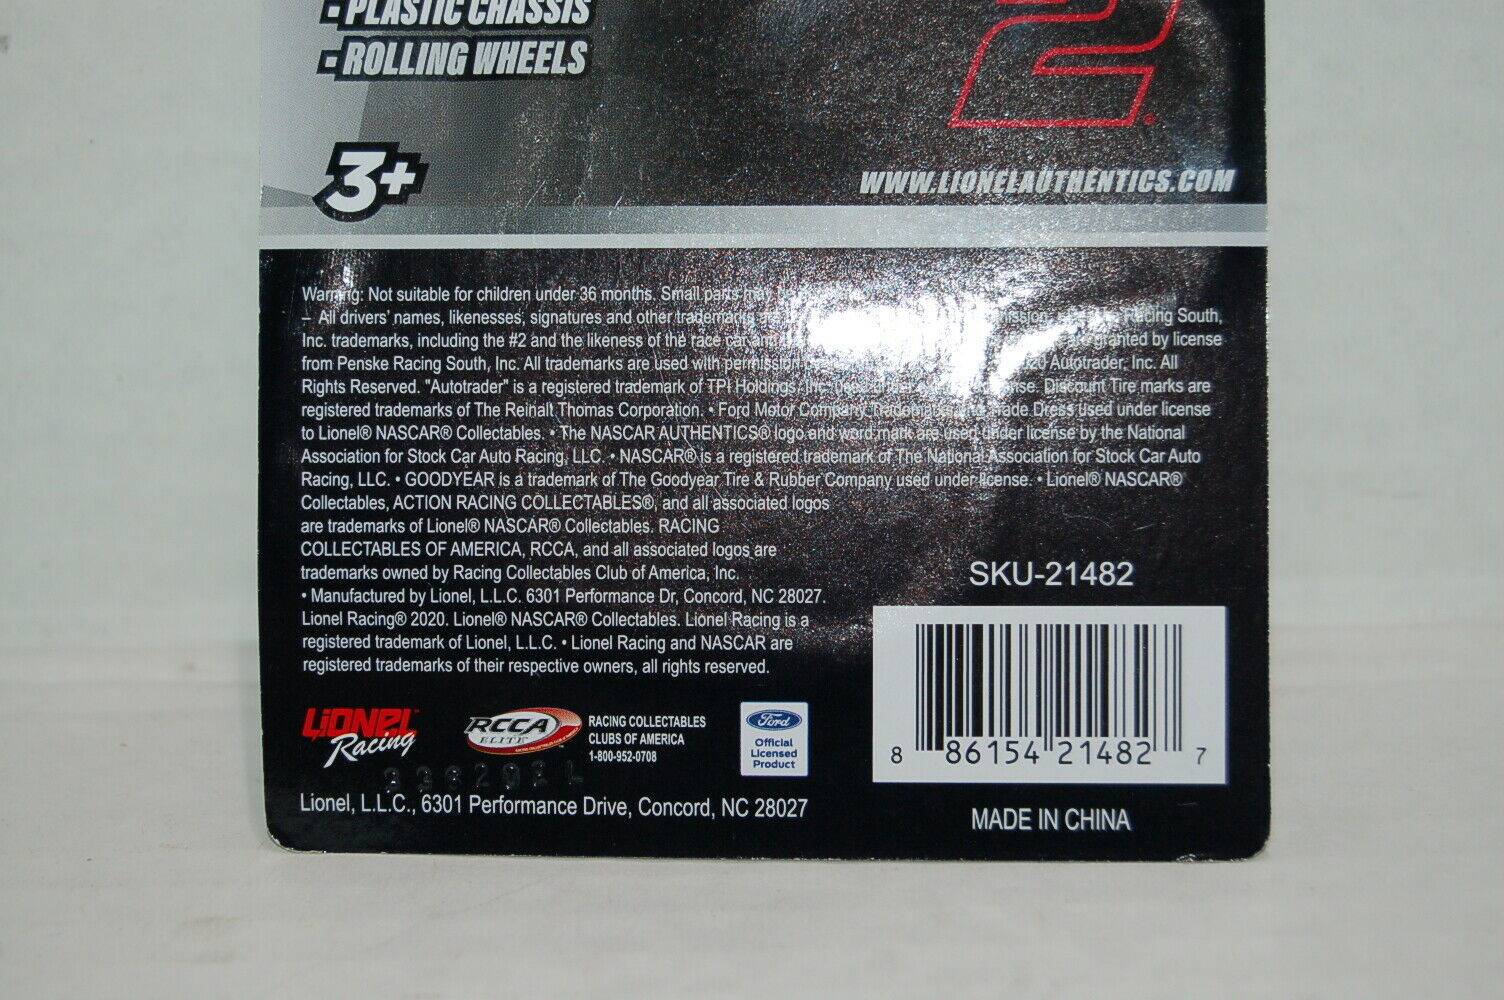 PLASTIC CHASSIS
ROLLING WHEELS
2
3+
WWW.LIONELAUTHENTICS.COM
Warning: Not suitable for children under 36 months. Small parts may
– All drivers' names, likenesses, signatures and other trademarks are Racing South,
Inc. trademarks, including the #2 and the likeness of the race car and are granted by license
from Penske Racing South, Inc. All trademarks are used with permission Autotrader, Inc. All
Rights Reserved. "Autotrader" is a registered trademark of TPI Holdings, Inc. Discount Tire marks are
registered trademarks of The Reinalt Thomas Corporation. • Ford Motor Company Trademarks and Trade Dress used under license
to Lionel® NASCAR® Collectables. • The NASCAR AUTHENTICS® logo and word mark are used under license by the National
Association for Stock Car Auto Racing, LLC. • NASCAR® is a registered trademark of The National Association for Stock Car Auto
Racing, LLC. • GOODYEAR is a trademark of The Goodyear Tire & Rubber Company used under license. • Lionel® NASCAR®
Collectables, ACTION RACING COLLECTABLES®, and all associated logos
are trademarks of Lionel® NASCAR® Collectables. RACING
COLLECTABLES OF AMERICA, RCCA, and all associated logos are
trademarks owned by Racing Collectables Club of America, Inc.
• Manufactured by Lionel, L.L.C. 6301 Performance Dr, Concord, NC 28027.
Lionel Racing® 2020. Lionel® NASCAR® Collectables. Lionel Racing is a
registered trademark of Lionel, L.L.C. • Lionel Racing and NASCAR are
registered trademarks of their respective owners, all rights reserved.
SKU-21482
8 86154 21482 7
LIONEL Racing
RCCA ELITE
RACING COLLECTABLES
CLUBS OF AMERICA
1-800-952-0708
Ford
Official
Licensed
Product
Lionel, L.L.C., 6301 Performance Drive, Concord, NC 28027
MADE IN CHINA